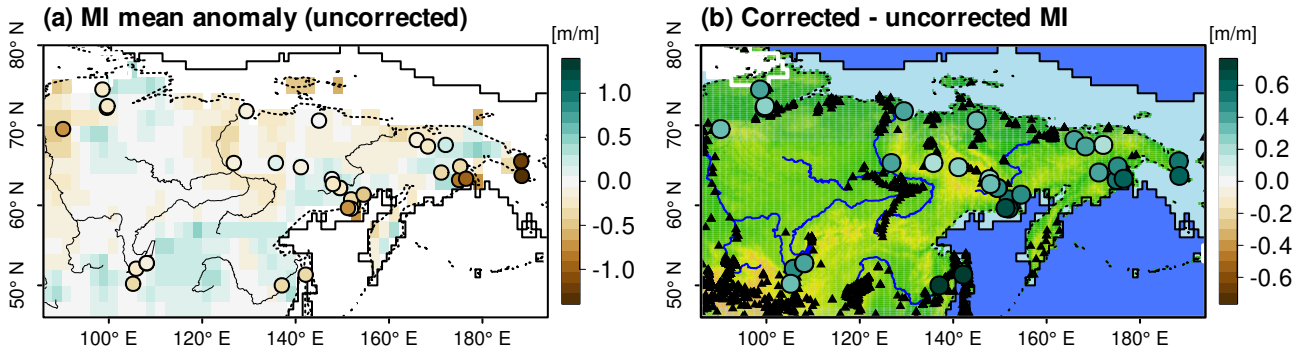 (a) MI mean anomaly (uncorrected)
[m/m]
80° N
70° N
60° N
50° N
100° E
120° E
140° E
160° E
180° E
1.0
0.5
0.0
-0.5
-1.0
(b) Corrected - uncorrected MI
[m/m]
80° N
70° N
60° N
50° N
100° E
120° E
140° E
160° E
180° E
0.6
0.4
0.2
0.0
-0.2
-0.4
-0.6